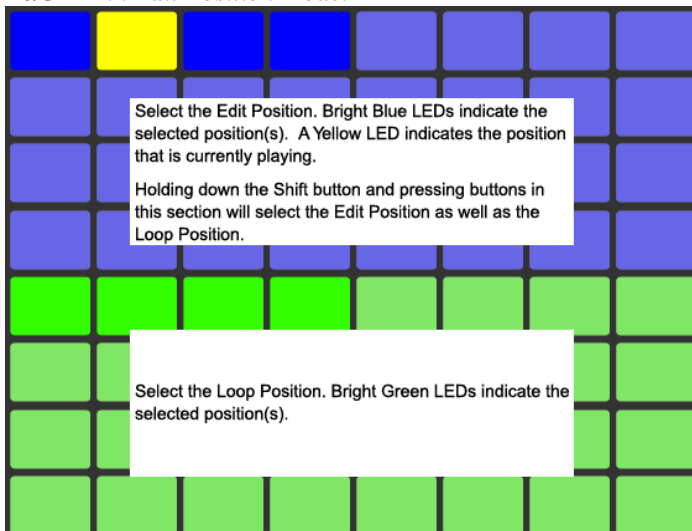 Select the Edit Position. Bright Blue LEDs indicate the
selected position(s).  A Yellow LED indicates the position
that is currently playing.
Holding down the Shift button and pressing buttons in
this section will select the Edit Position as well as the
Loop Position.
Select the Loop Position. Bright Green LEDs indicate the
selected position(s).